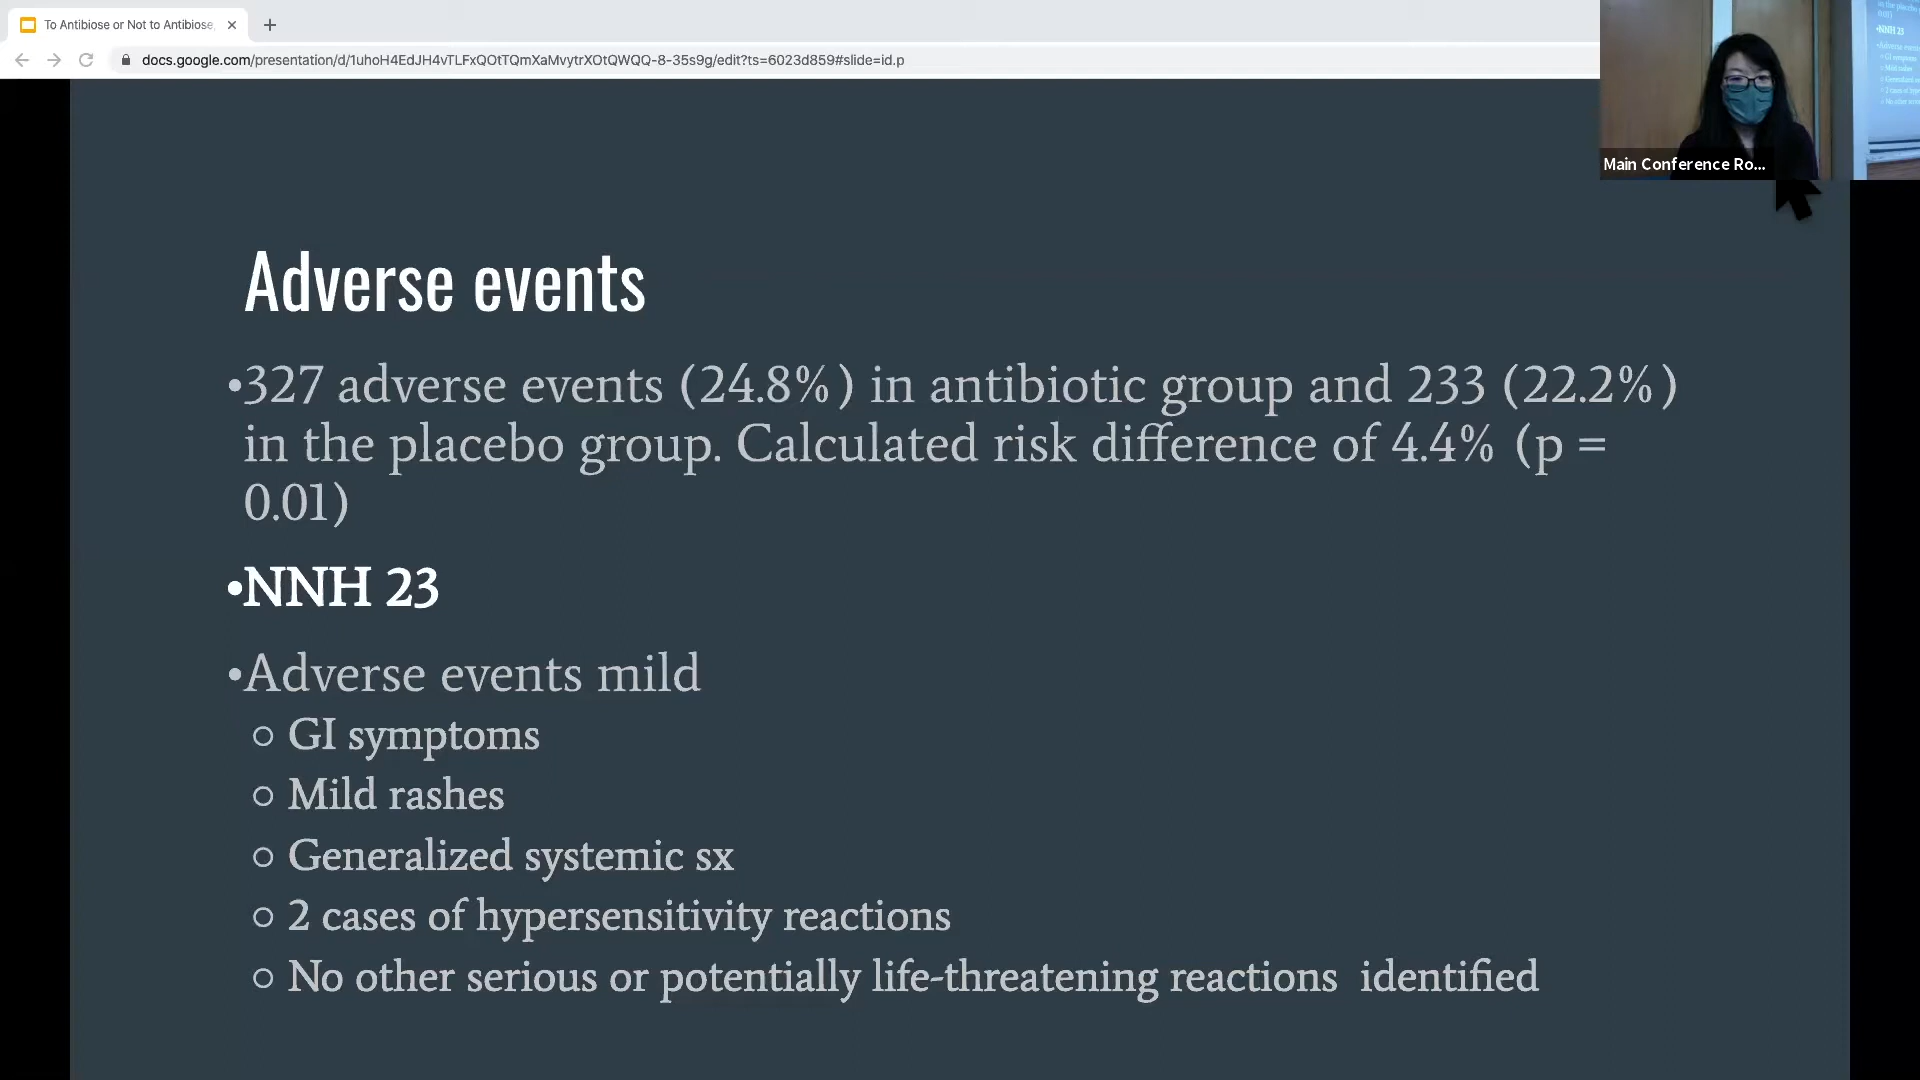 To Antibiose or Not to Antibiose,
docs.google.com/presentation/d/1uhoH4EdJH4vTLFxQOtTQmXaMvytrXOtQWQQ-8-35s9g/edit?ts=6023d859#slide=id.p
Main Conference Ro...
Adverse events
•327 adverse events (24.8%) in antibiotic group and 233 (22.2%)
in the placebo group. Calculated risk difference of 4.4% (p =
0.01)
•NNH 23
•Adverse events mild
○ GI symptoms
○ Mild rashes
○ Generalized systemic sx
○ 2 cases of hypersensitivity reactions
○ No other serious or potentially life-threatening reactions identified